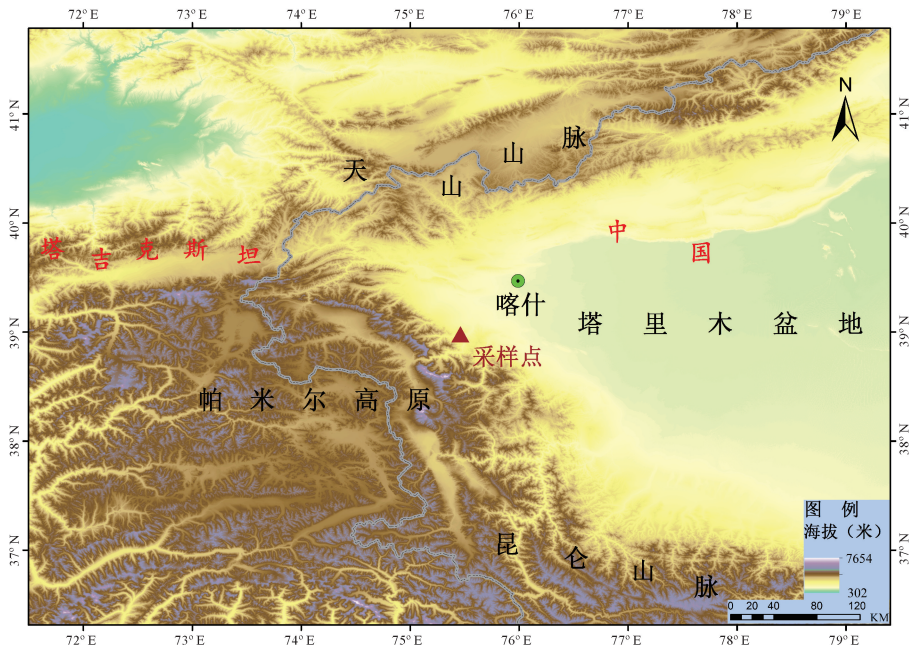 72° E 73° E 74° E 75° E 76° E 77° E 78° E 79° E
N
41° N
41° N
天山山脉
40° N
40° N
中国
塔吉克斯坦
喀什
塔里木盆地
39° N
39° N
采样点
帕米尔高原
38° N
38° N
图 例
海拔（米）
7654
302
昆仑山脉
37° N
37° N
0 20 40 80 120
KM
72° E 73° E 74° E 75° E 76° E 77° E 78° E 79° E